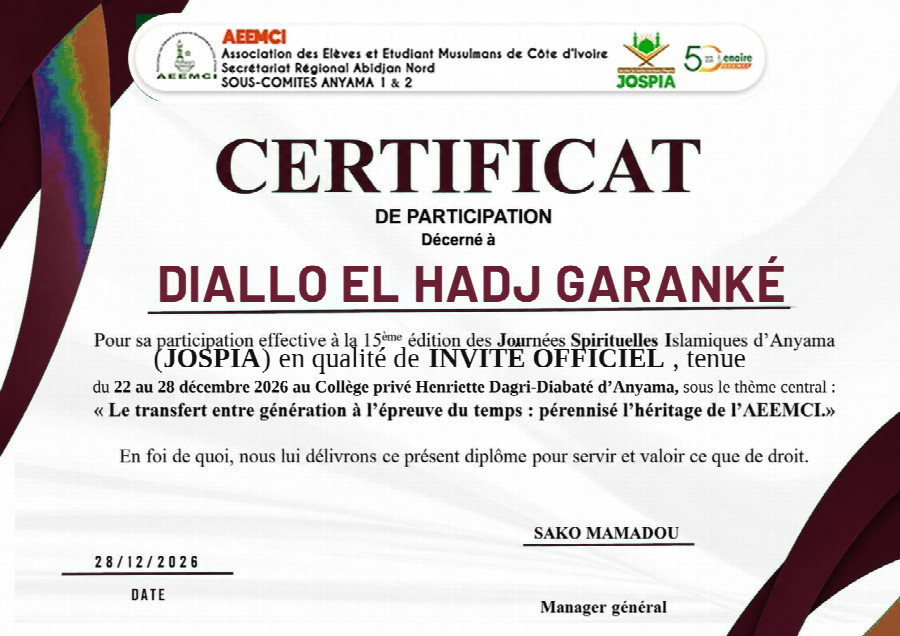 AEEMCI
AEEMCI
Association des Elèves et Etudiant Musulmans de Côte d'Ivoire
Secrétariat Régional Abidjan Nord
SOUS-COMITES ANYAMA 1 & 2
JOSPIA
50enaire
CERTIFICAT
DE PARTICIPATION
Décerné à
DIALLO EL HADJ GARANKÉ
Pour sa participation effective à la 15ème édition des Journées Spirituelles Islamiques d'Anyama
(JOSPIA) en qualité de INVITÉ OFFICIEL , tenue
du 22 au 28 décembre 2026 au Collège privé Henriette Dagri-Diabaté d'Anyama, sous le thème central :
« Le transfert entre génération à l'épreuve du temps : pérennisé l'héritage de l'AEEMCI.»
En foi de quoi, nous lui délivrons ce présent diplôme pour servir et valoir ce que de droit.
SAKO MAMADOU
28/12/2026
DATE
Manager général